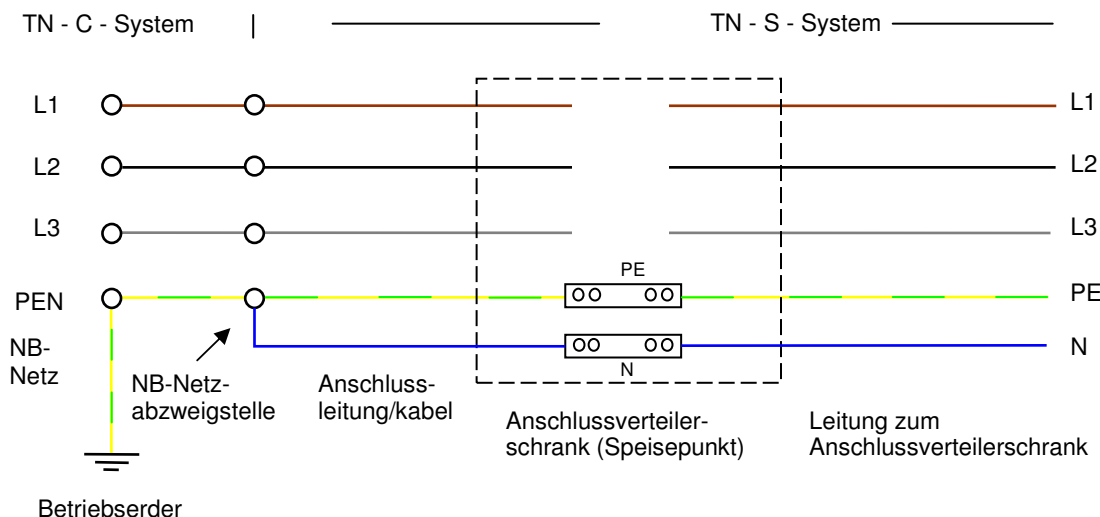 TN - C - System
TN - S - System
L1
L1
L2
L2
L3
L3
PE
PEN
PE
NB-
Netz
N
N
NB-Netz-
abzweigstelle
Anschluss-
leitung/kabel
Anschlussverteiler-
schrank (Speisepunkt)
Leitung zum
Anschlussverteilerschrank
Betriebserder